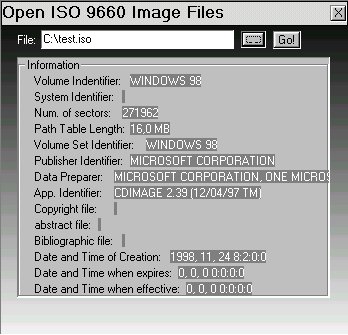 Open ISO 9660 Image Files
File: C:\test.iso ... Go!
Information
Volume Indentifier: WINDOWS 98
System Identifier:
Num. of sectors: 271962
Path Table Length: 16,0 MB
Volume Set Identifier: WINDOWS 98
Publisher Identifier: MICROSOFT CORPORATION
Data Preparer: MICROSOFT CORPORATION, ONE MICROS
App. Identifier: CDIMAGE 2.39 (12/04/97 TM)
Copyright file:
abstract file:
Bibliographic file:
Date and Time of Creation: 1998, 11, 24 8:2:0:0
Date and Time when expires: 0, 0, 0 0:0:0:0
Date and Time when effective: 0, 0, 0 0:0:0:0